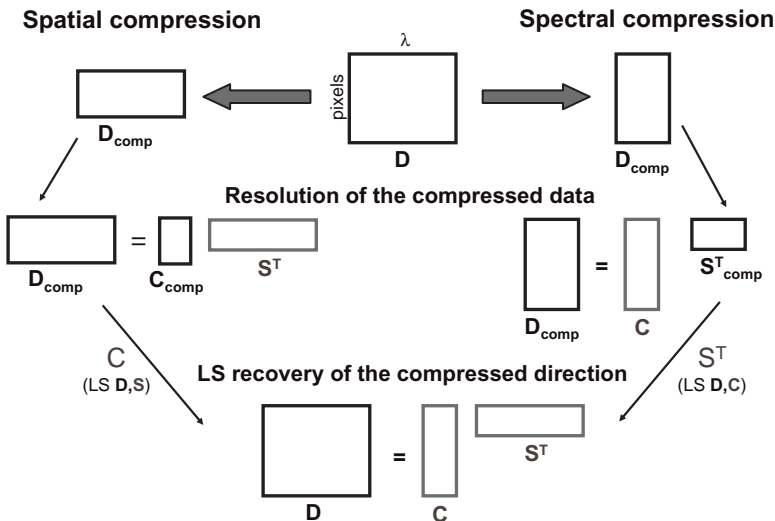 Spatial compression
Spectral compression
λ
pixels
D_comp
D
D_comp
Resolution of the compressed data
=
D_comp
C_comp
S^T
=
D_comp
C
S^T_comp
C
(LS D,S)
LS recovery of the compressed direction
S^T
(LS D,C)
=
D
C
S^T